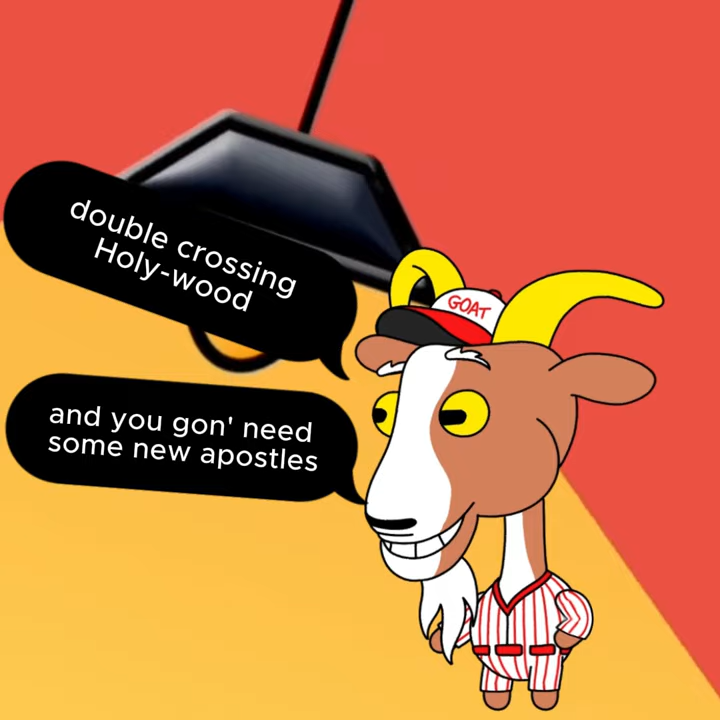 double crossing
Holy-wood
GOAT
and you gon' need
some new apostles